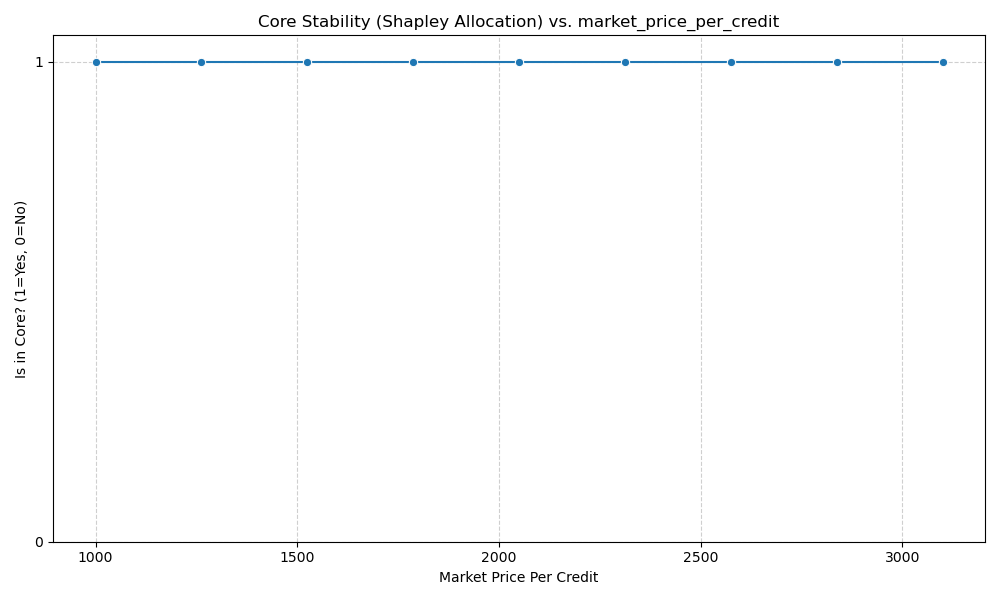 Core Stability (Shapley Allocation) vs. market_price_per_credit
Is in Core? (1=Yes, 0=No)
1
0
1000 1500 2000 2500 3000
Market Price Per Credit